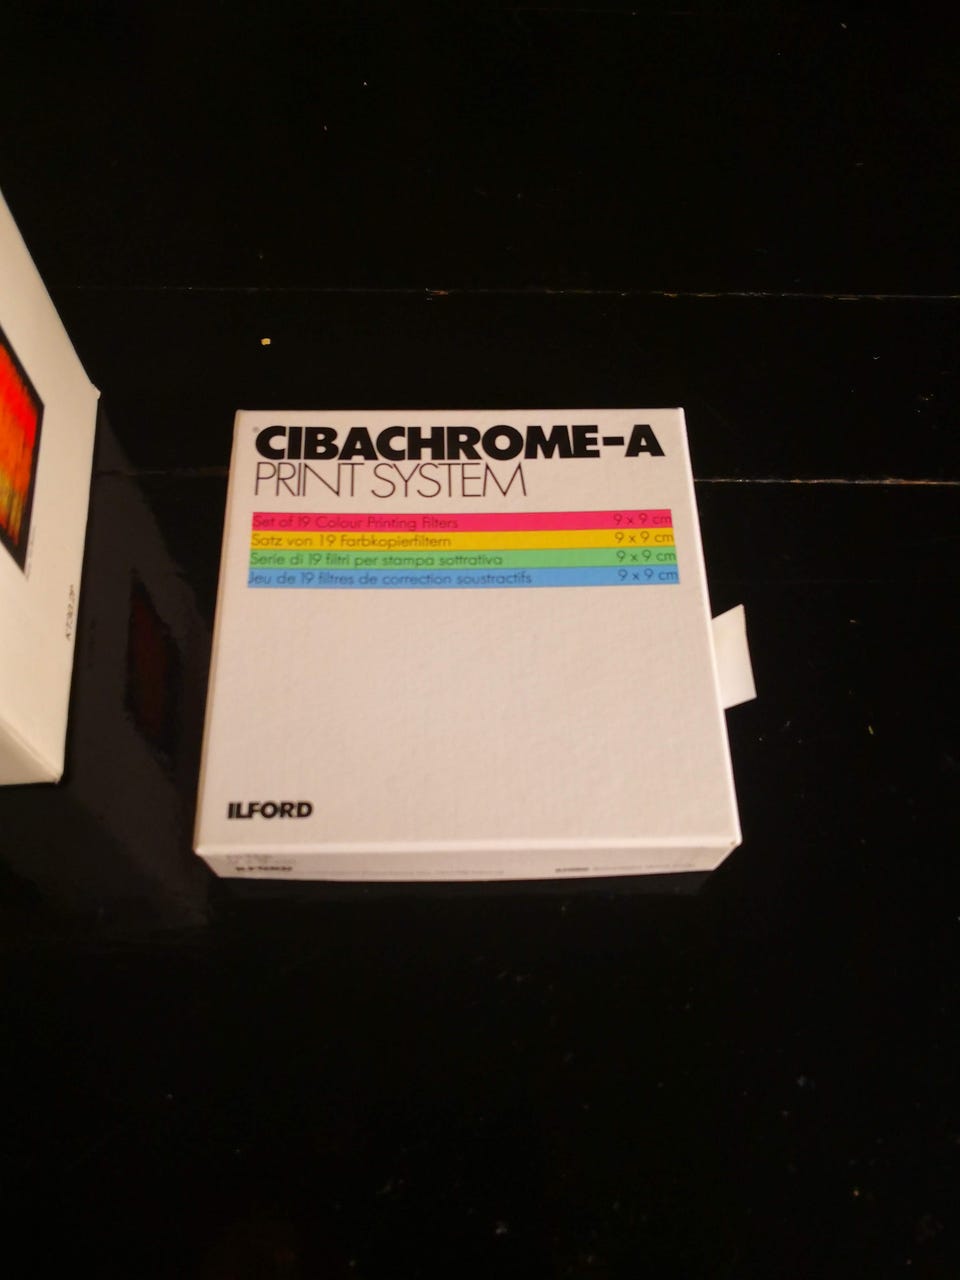 CIBACHROME-A
PRINT SYSTEM
Set of 19 Colour Printing Filters 9 x 9 cm
Satz von 19 Farbkopierfiltern 9 x 9 cm
Serie di 19 filtri per stampa sottrattiva 9 x 9 cm
Jeu de 19 filtres de correction soustractifs 9 x 9 cm
ILFORD
ILFORD
ILFORD